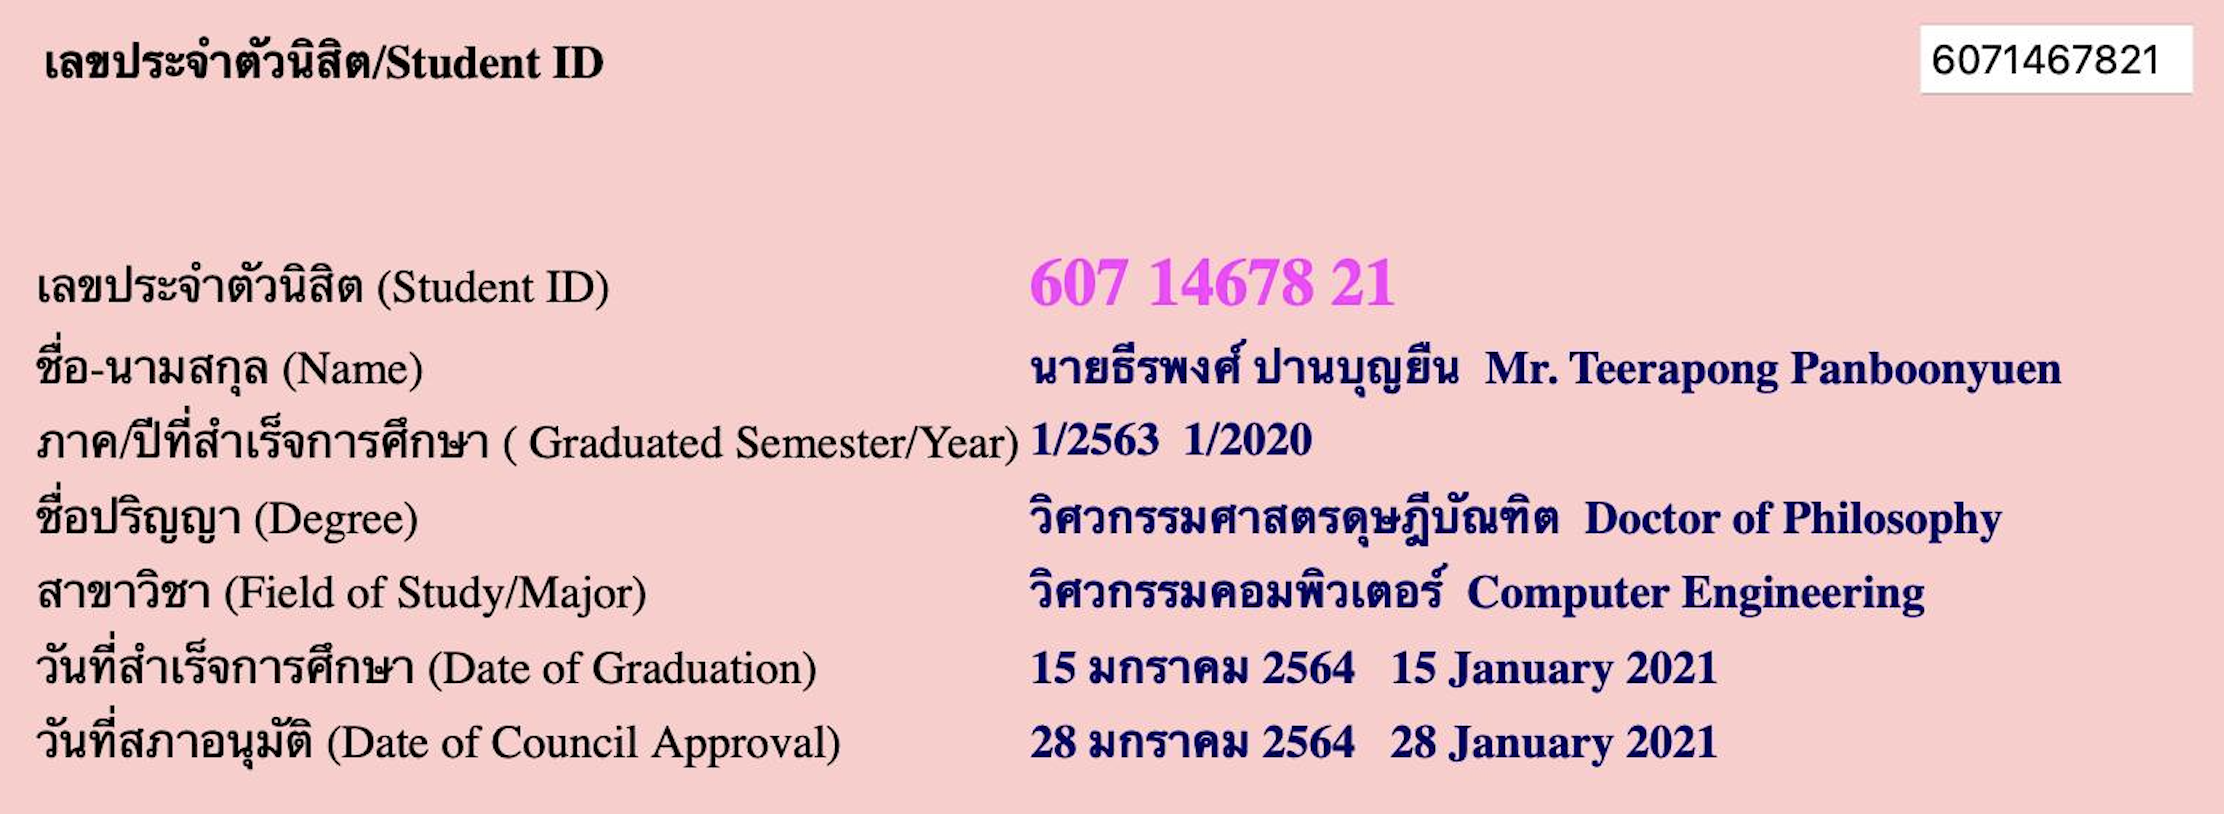 เลขประจำตัวนิสิต/Student ID 6071467821
เลขประจำตัวนิสิต (Student ID) 607 14678 21
ชื่อ-นามสกุล (Name) นายธีรพงศ์ ปานบุญยืน Mr. Teerapong Panboonyuen
ภาค/ปีที่สำเร็จการศึกษา ( Graduated Semester/Year) 1/2563 1/2020
ชื่อปริญญา (Degree) วิศวกรรมศาสตรดุษฎีบัณฑิต Doctor of Philosophy
สาขาวิชา (Field of Study/Major) วิศวกรรมคอมพิวเตอร์ Computer Engineering
วันที่สำเร็จการศึกษา (Date of Graduation) 15 มกราคม 2564 15 January 2021
วันที่สภาอนุมัติ (Date of Council Approval) 28 มกราคม 2564 28 January 2021